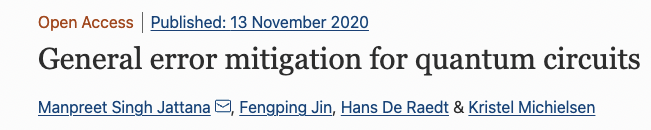 Open Access Published: 13 November 2020
General error mitigation for quantum circuits
Manpreet Singh Jattana, Fengping Jin, Hans De Raedt & Kristel Michielsen